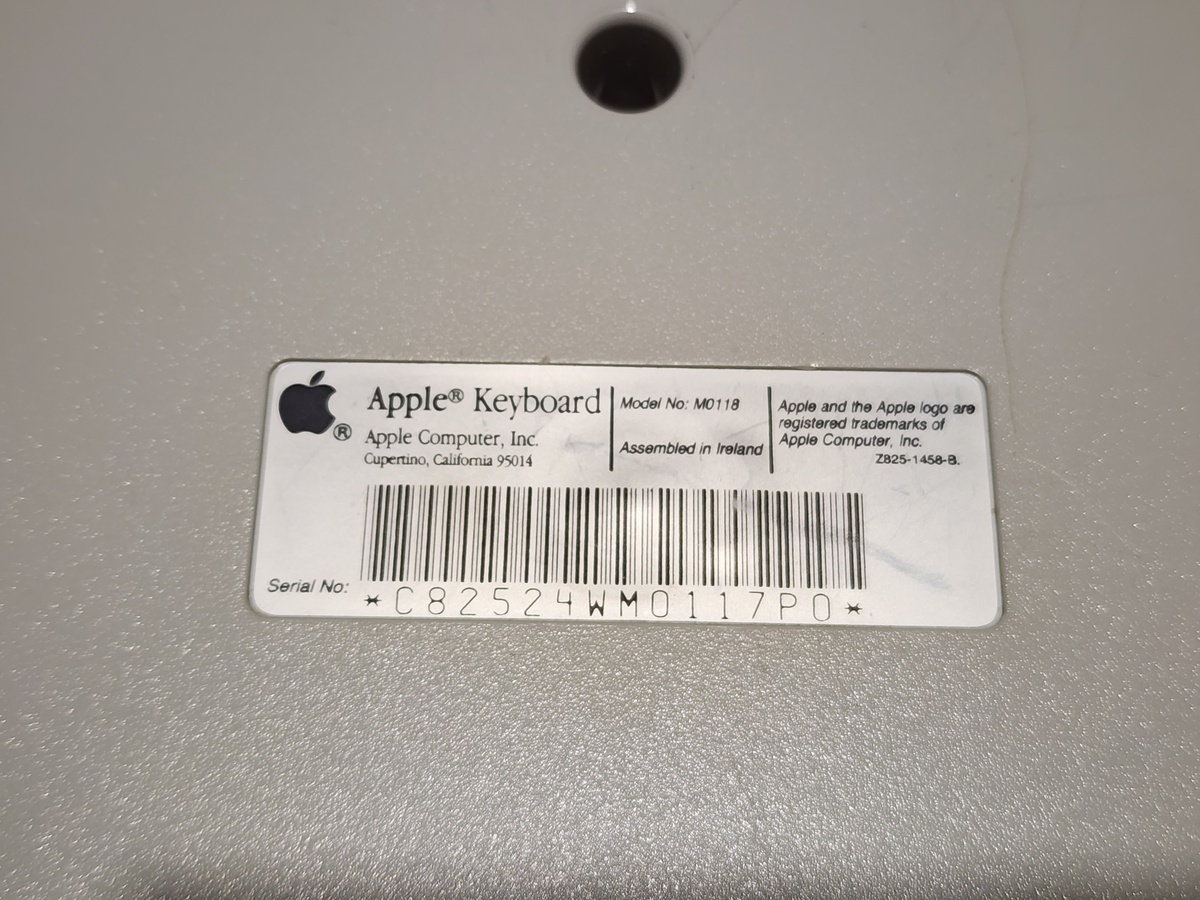 Apple® Keyboard
Apple Computer, Inc.
Cupertino, California 95014
Model No: M0118
Assembled in Ireland
Apple and the Apple logo are
registered trademarks of
Apple Computer, Inc.
Z825-1458-B.
®
Serial No: *C82524WM0117P0*